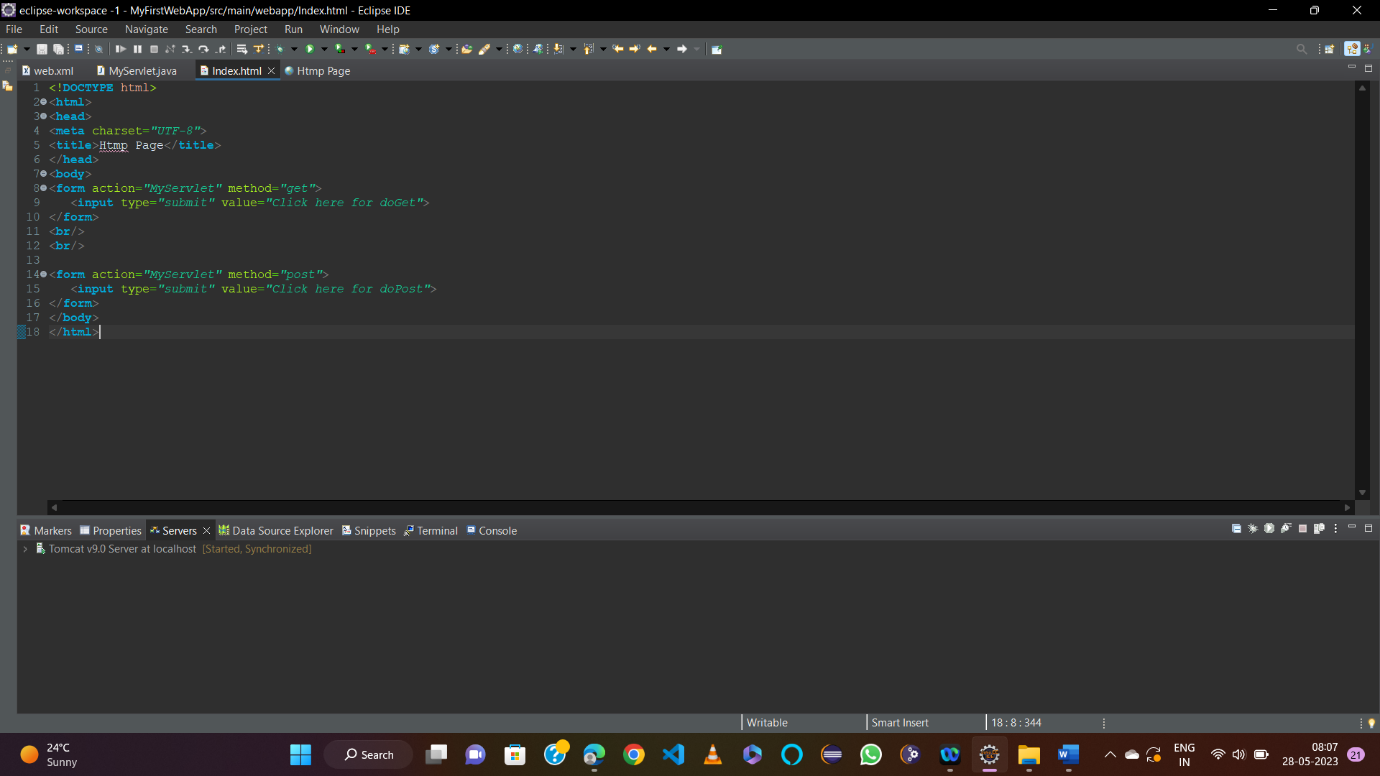 eclipse-workspace -1 - MyFirstWebApp/src/main/webapp/Index.html - Eclipse IDE
File Edit Source Navigate Search Project Run Window Help
web.xml MyServlet.java Index.html Htmp Page
1 <!DOCTYPE html>
2 <html>
3 <head>
4 <meta charset="UTF-8">
5 <title>Htmp Page</title>
6 </head>
7 <body>
8 <form action="MyServlet" method="get">
9 <input type="submit" value="Click here for doGet">
10 </form>
11 <br/>
12 <br/>
13
14 <form action="MyServlet" method="post">
15 <input type="submit" value="Click here for doPost">
16 </form>
17 </body>
18 </html>
Markers Properties Servers Data Source Explorer Snippets Terminal Console
Tomcat v9.0 Server at localhost [Started, Synchronized]
Writable Smart Insert 18 : 8 : 344
24°C
Sunny
Search
ENG
IN
08:07
28-05-2023
21